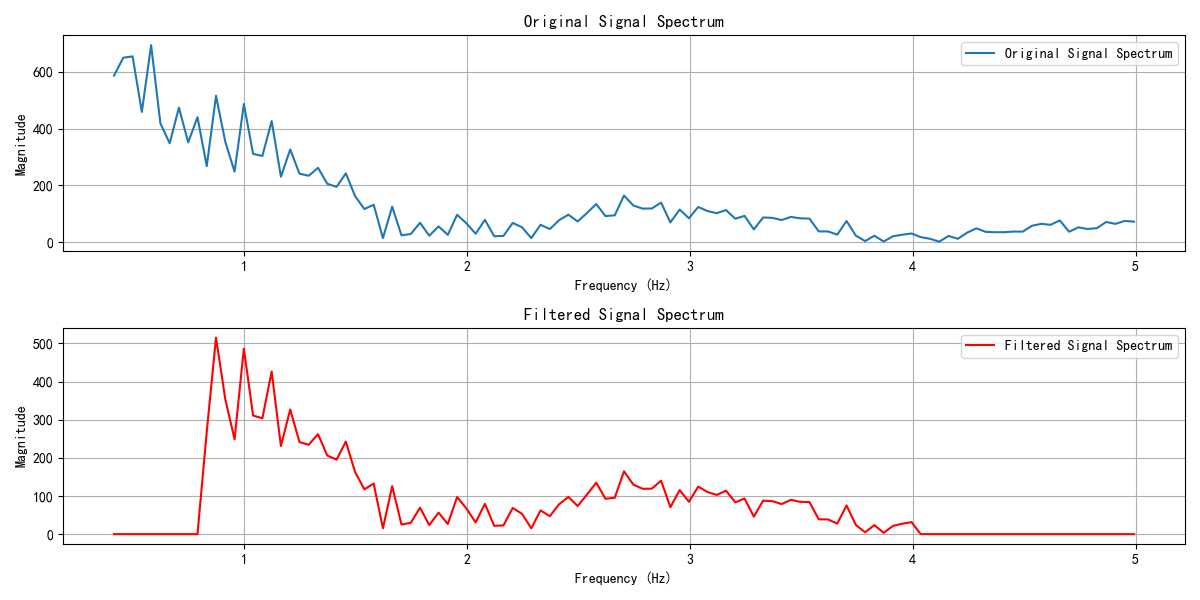 Original Signal Spectrum
Original Signal Spectrum
Magnitude
600
400
200
0
1 2 3 4 5
Frequency (Hz)
Filtered Signal Spectrum
Filtered Signal Spectrum
Magnitude
500
400
300
200
100
0
1 2 3 4 5
Frequency (Hz)